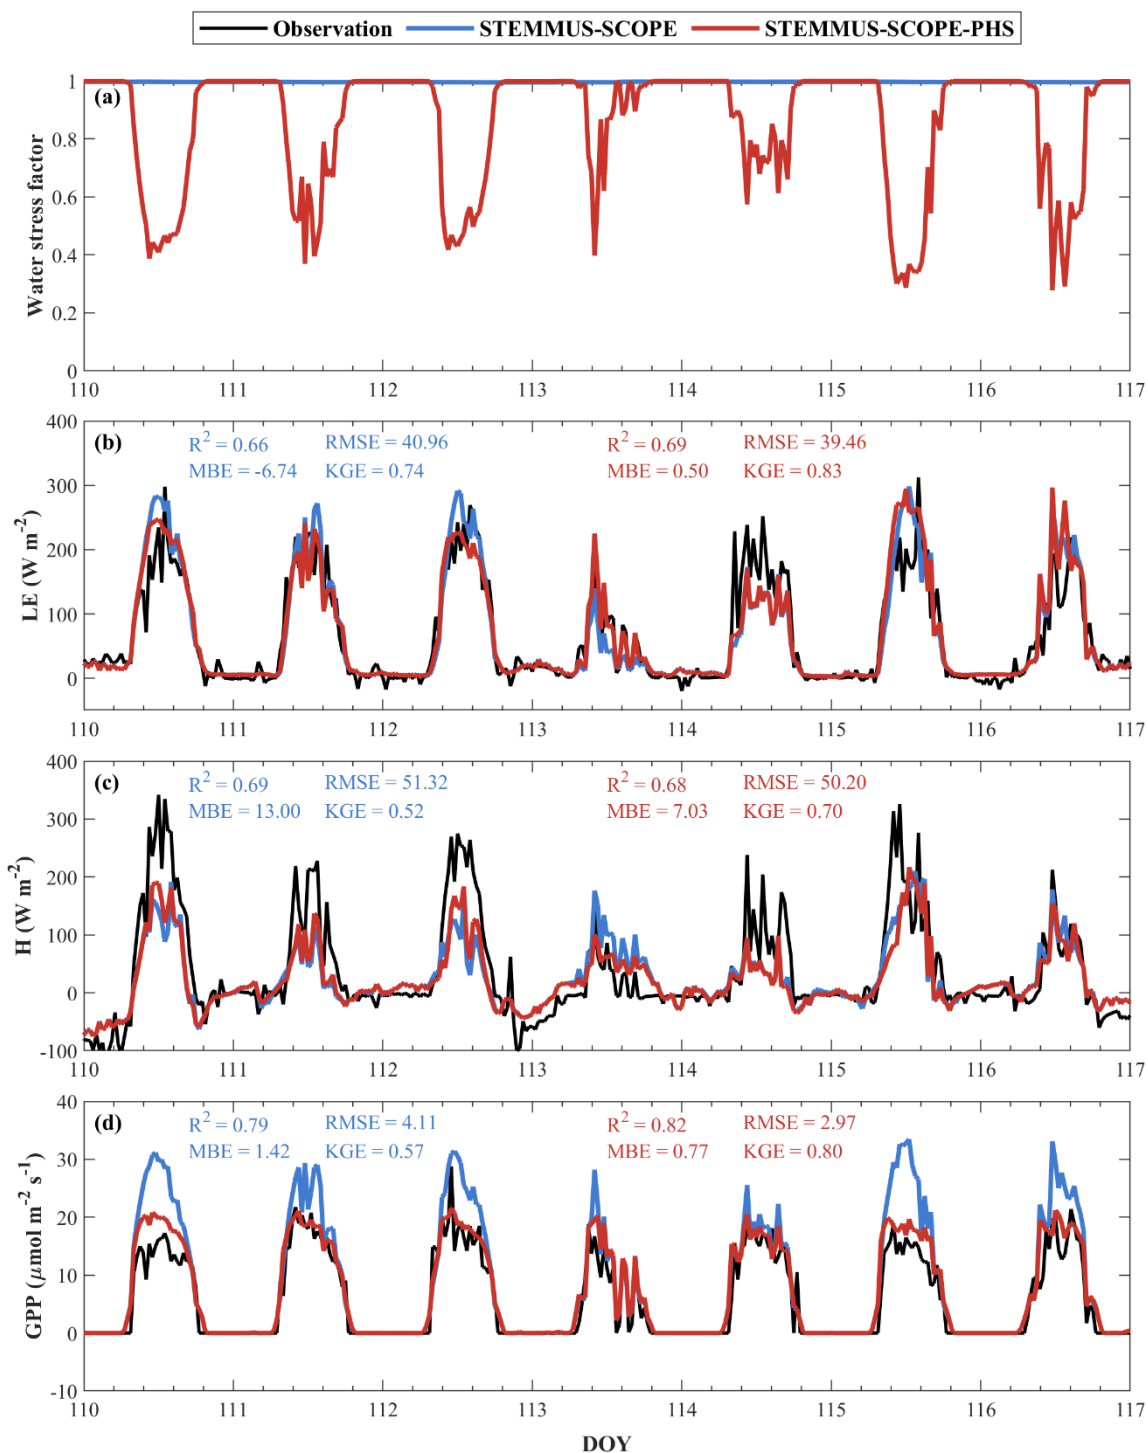 Observation STEMMUS-SCOPE STEMMUS-SCOPE-PHS
(a)
Water stress factor
1
0.8
0.6
0.4
0.2
0
110 111 112 113 114 115 116 117
(b)
R² = 0.66 RMSE = 40.96 R² = 0.69 RMSE = 39.46
MBE = -6.74 KGE = 0.74 MBE = 0.50 KGE = 0.83
LE (W m⁻²)
400
300
200
100
0
110 111 112 113 114 115 116 117
(c)
R² = 0.69 RMSE = 51.32 R² = 0.68 RMSE = 50.20
MBE = 13.00 KGE = 0.52 MBE = 7.03 KGE = 0.70
H (W m⁻²)
400
300
200
100
0
-100
110 111 112 113 114 115 116 117
(d)
R² = 0.79 RMSE = 4.11 R² = 0.82 RMSE = 2.97
MBE = 1.42 KGE = 0.57 MBE = 0.77 KGE = 0.80
GPP (μmol m⁻² s⁻¹)
40
30
20
10
0
-10
110 111 112 113 114 115 116 117
DOY